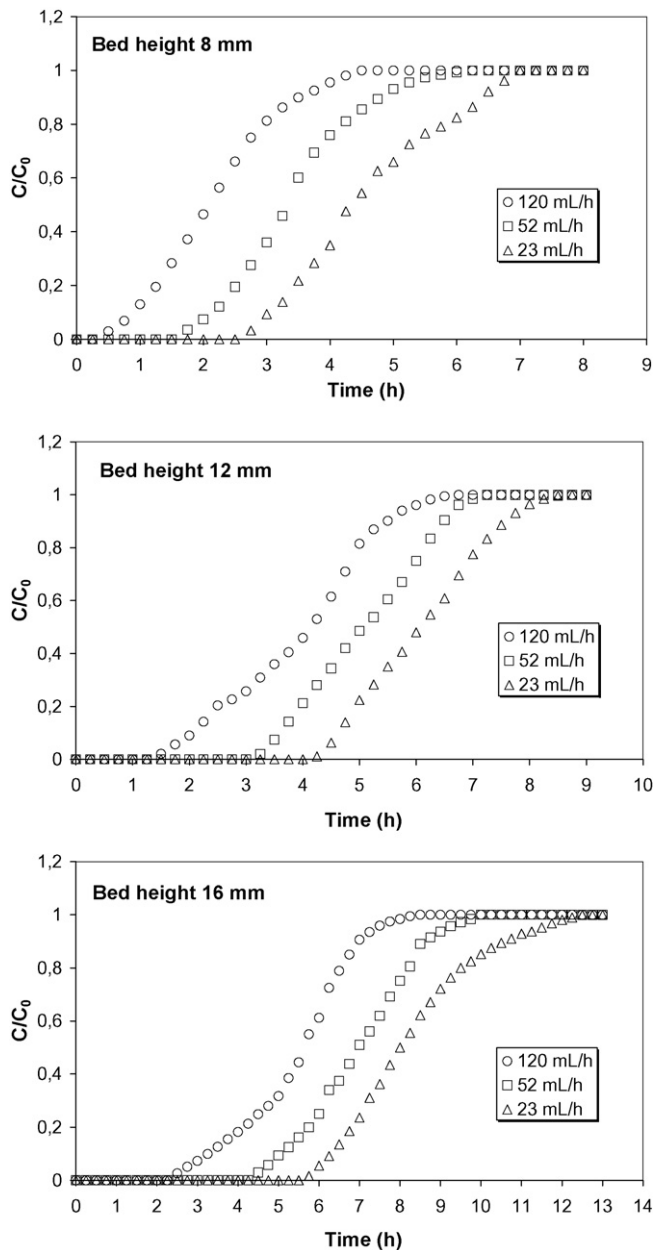 1,2
Bed height 8 mm
1
0,8
0,6
C/C0
120 mL/h
52 mL/h
23 mL/h
0,4
0,2
0
0 1 2 3 4 5 6 7 8 9
Time (h)
1,2
Bed height 12 mm
1
0,8
0,6
C/C0
120 mL/h
52 mL/h
23 mL/h
0,4
0,2
0
0 1 2 3 4 5 6 7 8 9 10
Time (h)
1,2
Bed height 16 mm
1
0,8
0,6
C/C0
120 mL/h
52 mL/h
23 mL/h
0,4
0,2
0
0 1 2 3 4 5 6 7 8 9 10 11 12 13 14
Time (h)